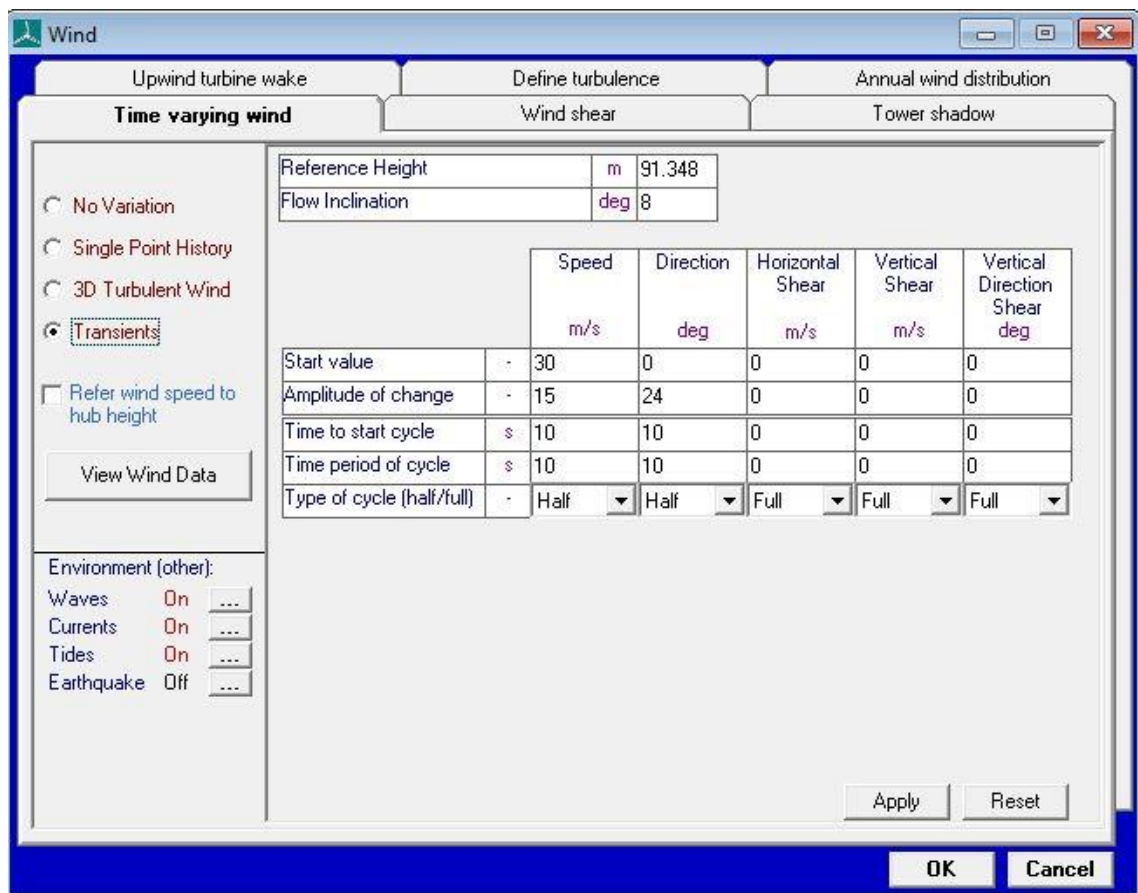 Wind
Upwind turbine wake Define turbulence Annual wind distribution
Time varying wind Wind shear Tower shadow
No Variation
Single Point History
3D Turbulent Wind
Transients
Refer wind speed to
hub height
View Wind Data
Environment (other):
Waves On ...
Currents On ...
Tides On ...
Earthquake Off ...
Reference Height m 91.348
Flow Inclination deg 8
Speed Direction Horizontal Vertical Vertical
Shear Shear Direction
Shear
m/s deg m/s m/s deg
Start value - 30 0 0 0 0
Amplitude of change - 15 24 0 0 0
Time to start cycle s 10 10 0 0 0
Time period of cycle s 10 10 0 0 0
Type of cycle (half/full) - Half Half Full Full Full
Apply Reset
OK Cancel